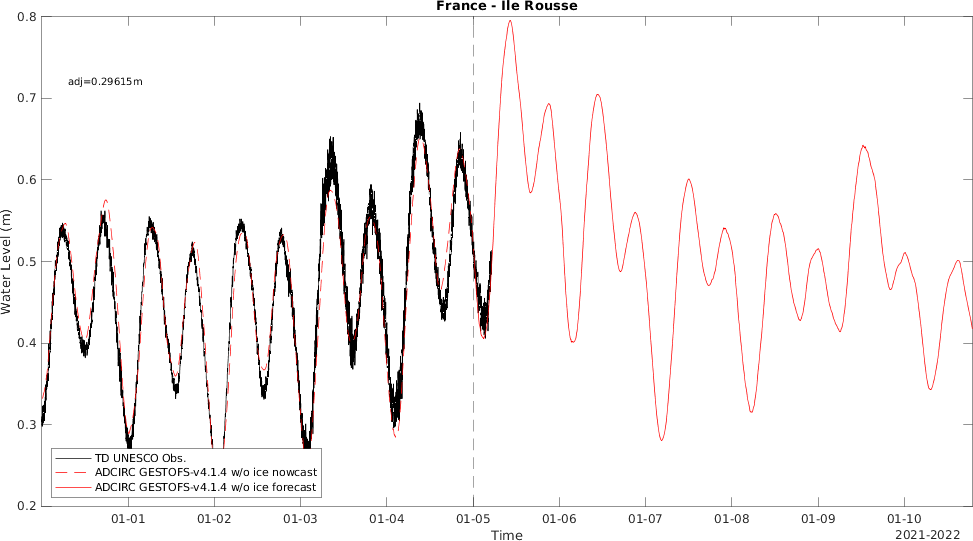 France - Ile Rousse
0.8
0.7
0.6
0.5
0.4
0.3
0.2
Water Level (m)
adj=0.29615m
TD UNESCO Obs.
ADCIRC GESTOFS-v4.1.4 w/o ice nowcast
ADCIRC GESTOFS-v4.1.4 w/o ice forecast
01-01 01-02 01-03 01-04 01-05 01-06 01-07 01-08 01-09 01-10
Time
2021-2022